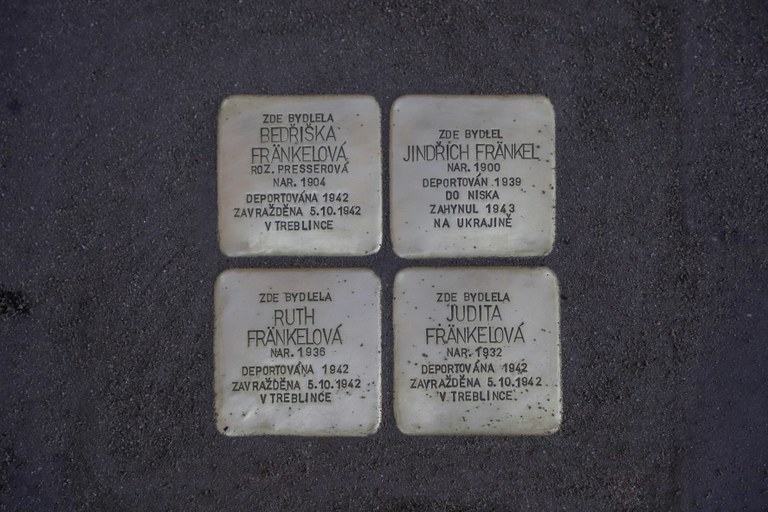 ZDE BYDLELA
BEDŘIŠKA
FRÄNKELOVÁ
ROZ. PRESSEROVÁ
NAR. 1904
DEPORTOVÁNA 1942
ZAVRAŽDĚNA 5.10.1942
V TREBLINCE
ZDE BYDLEL
JINDŘICH FRÄNKEL
NAR. 1900
DEPORTOVÁN 1939
DO NISKA
ZAHYNUL 1943
NA UKRAJINĚ
ZDE BYDLELA
RUTH
FRÄNKELOVÁ
NAR. 1936
DEPORTOVÁNA 1942
ZAVRAŽDĚNA 5.10.1942
V TREBLINCE
ZDE BYDLELA
JUDITA
FRÄNKELOVÁ
NAR. 1932
DEPORTOVÁNA 1942
ZAVRAŽDĚNA 5.10.1942
V TREBLINCE